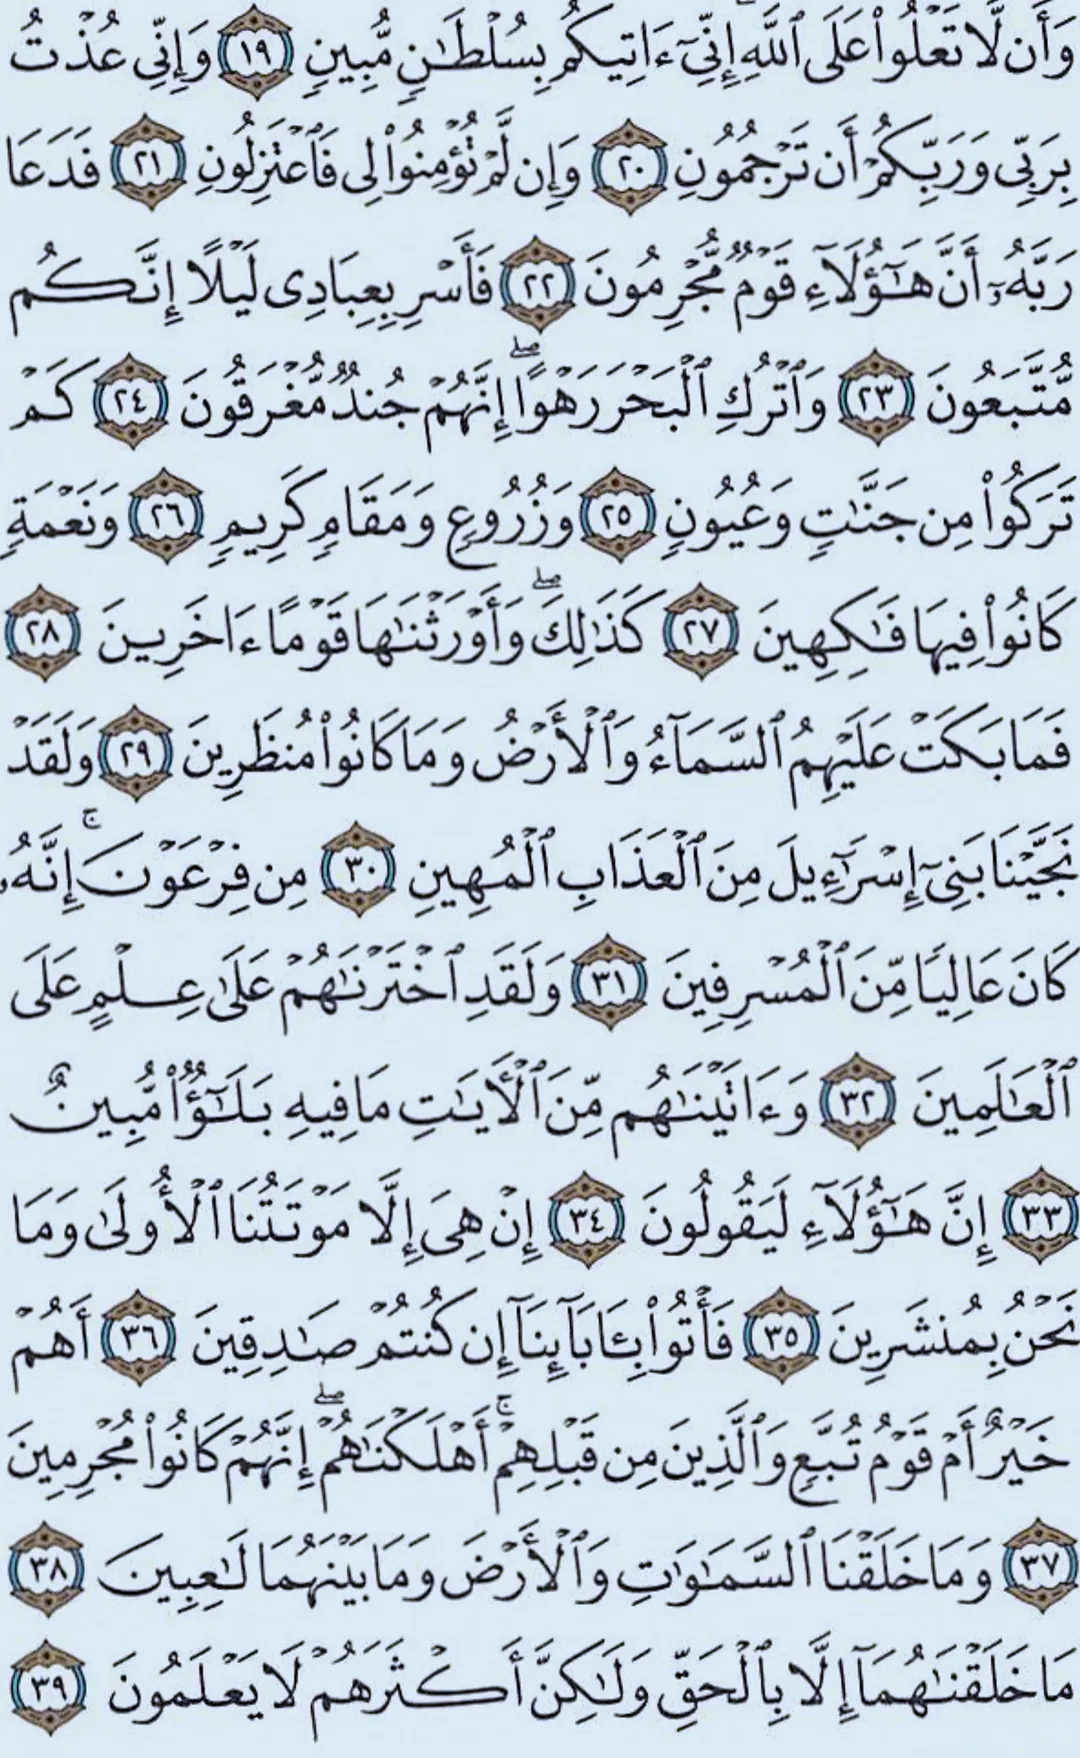 وَأَن لَّا تَعْلُوا۟ عَلَى ٱللَّهِ إِنِّىٓ ءَاتِيكُم بِسُلْطَـٰنٍ مُّبِينٍ ١٩ وَإِنِّى عُذْتُ
بِرَبِّى وَرَبِّكُمْ أَن تَرْجُمُونِ ٢٠ وَإِن لَّمْ تُؤْمِنُوا۟ لِى فَٱعْتَزِلُونِ ٢١ فَدَعَا
رَبَّهُۥٓ أَنَّ هَـٰٓؤُلَآءِ قَوْمٌ مُّجْرِمُونَ ٢٢ فَأَسْرِ بِعِبَادِى لَيْلًا إِنَّكُم
مُّتَّبَعُونَ ٢٣ وَٱتْرُكِ ٱلْبَحْرَ رَهْوًا ۖ إِنَّهُمْ جُندٌ مُّغْرَقُونَ ٢٤ كَمْ
تَرَكُوا۟ مِن جَنَّـٰتٍ وَعُيُونٍ ٢٥ وَزُرُوعٍ وَمَقَامٍ كَرِيمٍ ٢٦ وَنَعْمَةٍ
كَانُوا۟ فِيهَا فَـٰكِهِينَ ٢٧ كَذَٰلِكَ ۖ وَأَوْرَثْنَـٰهَا قَوْمًا ءَاخَرِينَ ٢٨
فَمَا بَكَتْ عَلَيْهِمُ ٱلسَّمَآءُ وَٱلْأَرْضُ وَمَا كَانُوا۟ مُنظَرِينَ ٢٩ وَلَقَدْ
نَجَّيْنَا بَنِىٓ إِسْرَٰٓءِيلَ مِنَ ٱلْعَذَابِ ٱلْمُهِينِ ٣٠ مِن فِرْعَوْنَ ۚ إِنَّهُۥ
كَانَ عَالِيًا مِّنَ ٱلْمُسْرِفِينَ ٣١ وَلَقَدِ ٱخْتَرْنَـٰهُمْ عَلَىٰ عِلْمٍ عَلَى
ٱلْعَـٰلَمِينَ ٣٢ وَءَاتَيْنَـٰهُم مِّنَ ٱلْـَٔايَـٰتِ مَا فِيهِ بَلَـٰٓؤٌا۟ مُّبِينٌ
٣٣ إِنَّ هَـٰٓؤُلَآءِ لَيَقُولُونَ ٣٤ إِنْ هِىَ إِلَّا مَوْتَتُنَا ٱلْأُولَىٰ وَمَا
نَحْنُ بِمُنشَرِينَ ٣٥ فَأْتُوا۟ بِـَٔابَآئِنَآ إِن كُنتُمْ صَـٰدِقِينَ ٣٦ أَهُمْ
خَيْرٌ أَمْ قَوْمُ تُبَّعٍ وَٱلَّذِينَ مِن قَبْلِهِمْ ۚ أَهْلَكْنَـٰهُمْ ۖ إِنَّهُمْ كَانُوا۟ مُجْرِمِينَ
٣٧ وَمَا خَلَقْنَا ٱلسَّمَـٰوَٰتِ وَٱلْأَرْضَ وَمَا بَيْنَهُمَا لَـٰعِبِينَ ٣٨
مَا خَلَقْنَـٰهُمَآ إِلَّا بِٱلْحَقِّ وَلَـٰكِنَّ أَكْثَرَهُمْ لَا يَعْلَمُونَ ٣٩